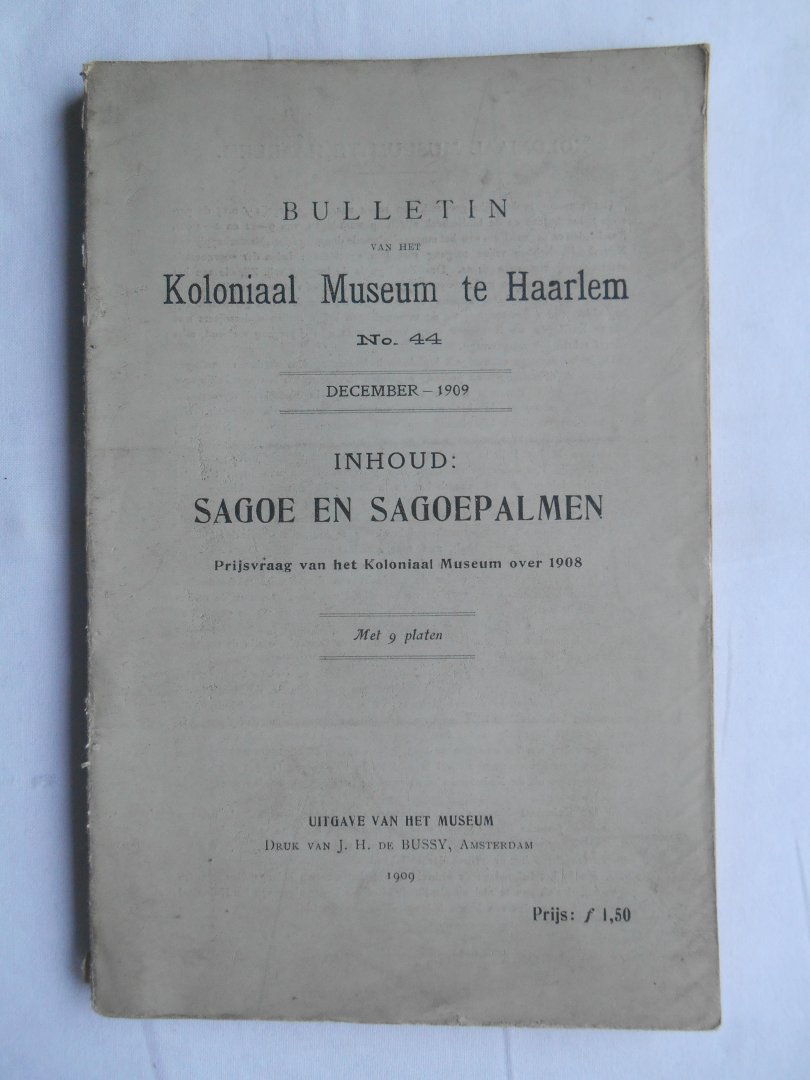 BULLETIN
VAN HET
Koloniaal Museum te Haarlem
No. 44
DECEMBER – 1909
INHOUD:
SAGOE EN SAGOEPALMEN
Prijsvraag van het Koloniaal Museum over 1908
Met 9 platen
UITGAVE VAN HET MUSEUM
DRUK VAN J. H. DE BUSSY, AMSTERDAM
1909
Prijs: f 1,50